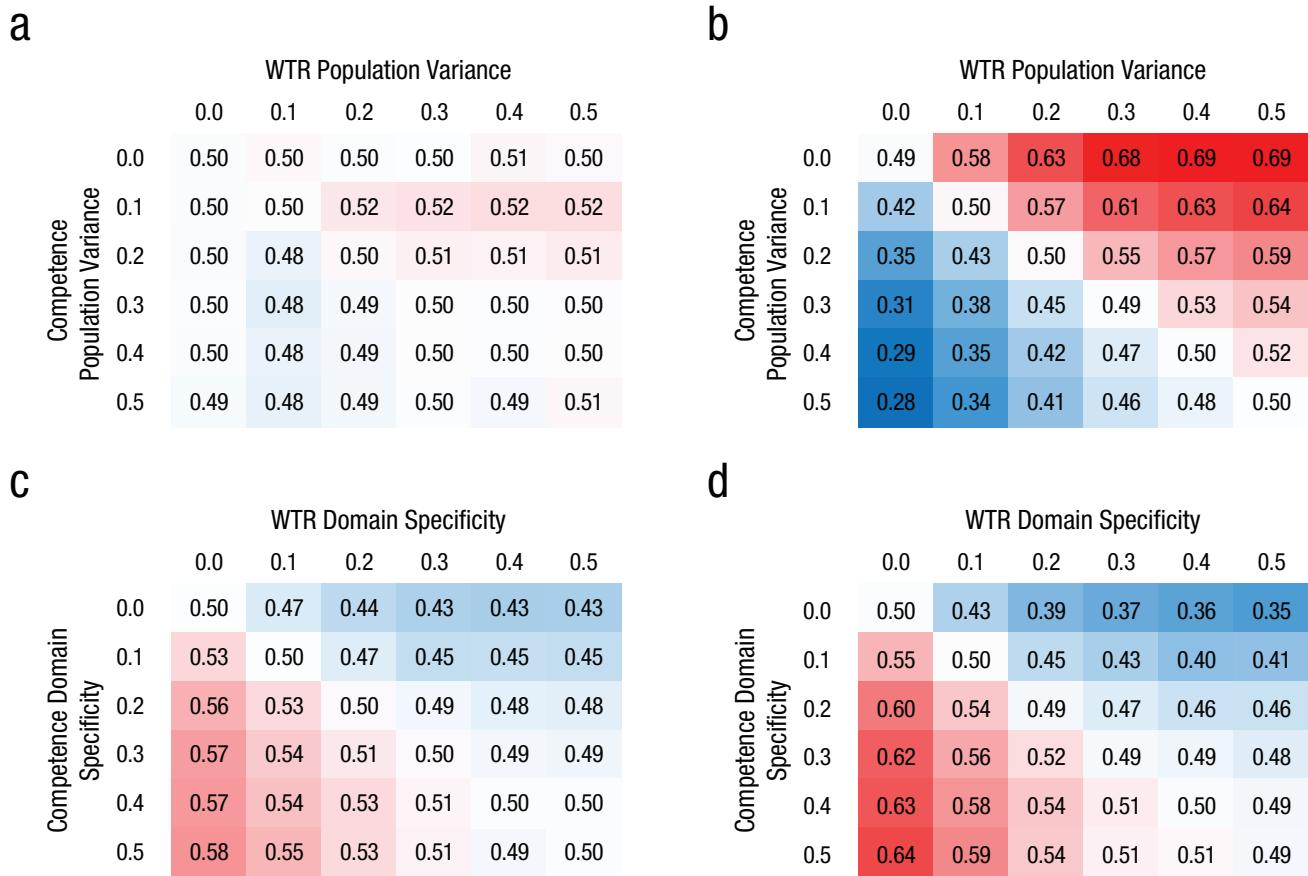 a
WTR Population Variance
0.0 0.1 0.2 0.3 0.4 0.5
Competence
Population Variance
0.0 0.50 0.50 0.50 0.50 0.51 0.50
0.1 0.50 0.50 0.52 0.52 0.52 0.52
0.2 0.50 0.48 0.50 0.51 0.51 0.51
0.3 0.50 0.48 0.49 0.50 0.50 0.50
0.4 0.50 0.48 0.49 0.50 0.50 0.50
0.5 0.49 0.48 0.49 0.50 0.49 0.51
b
WTR Population Variance
0.0 0.1 0.2 0.3 0.4 0.5
Competence
Population Variance
0.0 0.49 0.58 0.63 0.68 0.69 0.69
0.1 0.42 0.50 0.57 0.61 0.63 0.64
0.2 0.35 0.43 0.50 0.55 0.57 0.59
0.3 0.31 0.38 0.45 0.49 0.53 0.54
0.4 0.29 0.35 0.42 0.47 0.50 0.52
0.5 0.28 0.34 0.41 0.46 0.48 0.50
c
WTR Domain Specificity
0.0 0.1 0.2 0.3 0.4 0.5
Competence Domain
Specificity
0.0 0.50 0.47 0.44 0.43 0.43 0.43
0.1 0.53 0.50 0.47 0.45 0.45 0.45
0.2 0.56 0.53 0.50 0.49 0.48 0.48
0.3 0.57 0.54 0.51 0.50 0.49 0.49
0.4 0.57 0.54 0.53 0.51 0.50 0.50
0.5 0.58 0.55 0.53 0.51 0.49 0.50
d
WTR Domain Specificity
0.0 0.1 0.2 0.3 0.4 0.5
Competence Domain
Specificity
0.0 0.50 0.43 0.39 0.37 0.36 0.35
0.1 0.55 0.50 0.45 0.43 0.40 0.41
0.2 0.60 0.54 0.49 0.47 0.46 0.46
0.3 0.62 0.56 0.52 0.49 0.49 0.48
0.4 0.63 0.58 0.54 0.51 0.50 0.49
0.5 0.64 0.59 0.54 0.51 0.51 0.49